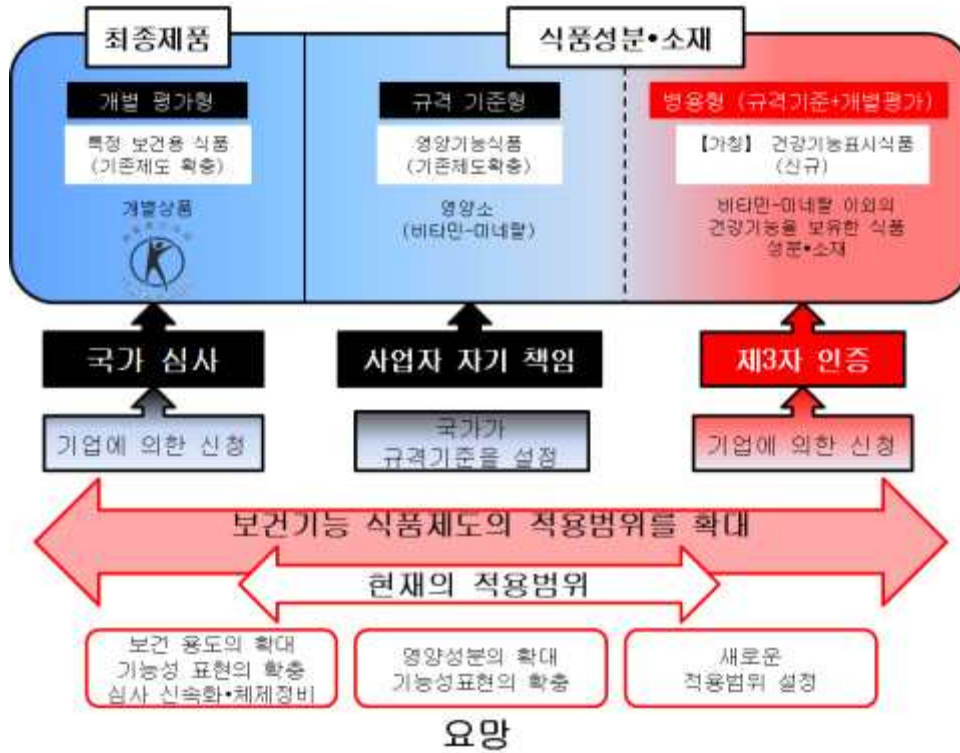 최종제품
식품성분•소재
개별 평가형
규격 기준형
병용형 (규격기준+개별평가)
특정 보건용 식품
(기존제도 확충)
영양기능식품
(기존제도확충)
【가칭】 건강기능표시식품
(신규)
개별상품
영양소
(비타민-미네랄)
비타민-미네랄 이외의
건강기능을 보유한 식품
성분•소재
국가 심사
사업자 자기 책임
제3자 인증
기업에 의한 신청
국가가
규격기준을 설정
기업에 의한 신청
보건기능 식품제도의 적용범위를 확대
현재의 적용범위
보건 용도의 확대
기능성 표현의 확충
심사 신속화•체제정비
영양성분의 확대
기능성표현의 확충
새로운
적용범위 설정
요망